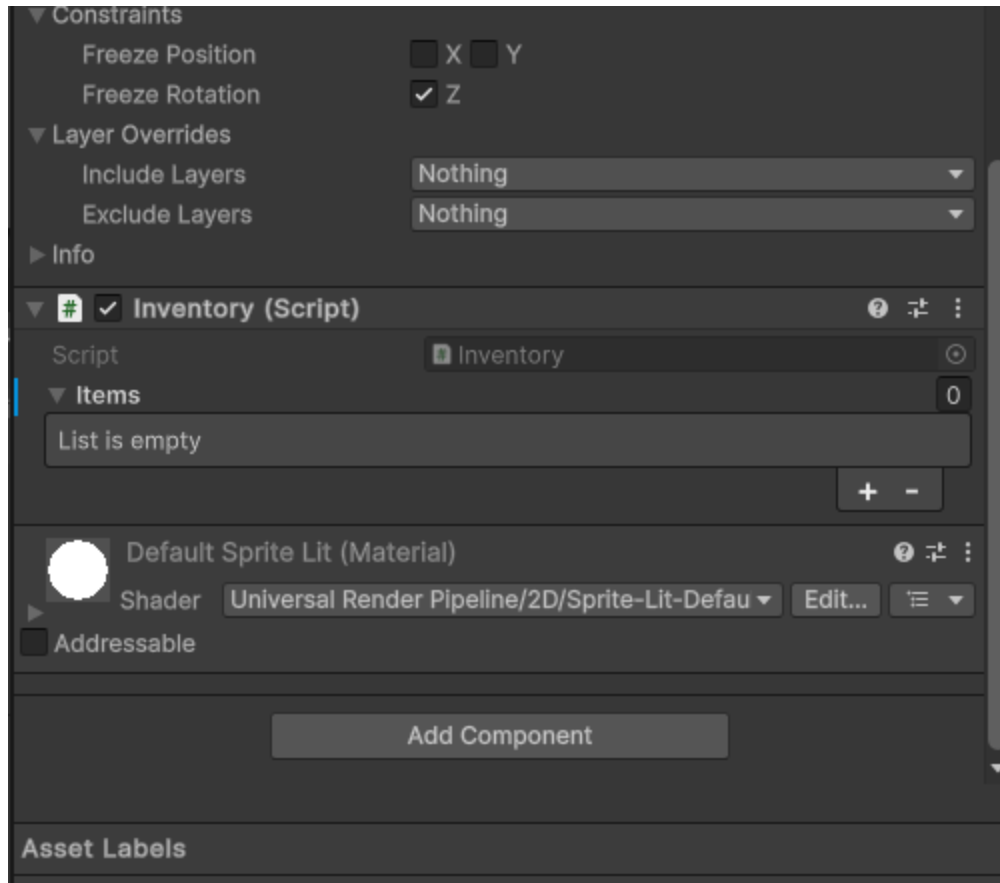 Constraints
Freeze Position X Y
Freeze Rotation Z
Layer Overrides
Include Layers Nothing
Exclude Layers Nothing
Info
# Inventory (Script)
Script # Inventory
Items 0
List is empty
+ -
Default Sprite Lit (Material)
Shader Universal Render Pipeline/2D/Sprite-Lit-Defau Edit...
Addressable
Add Component
Asset Labels